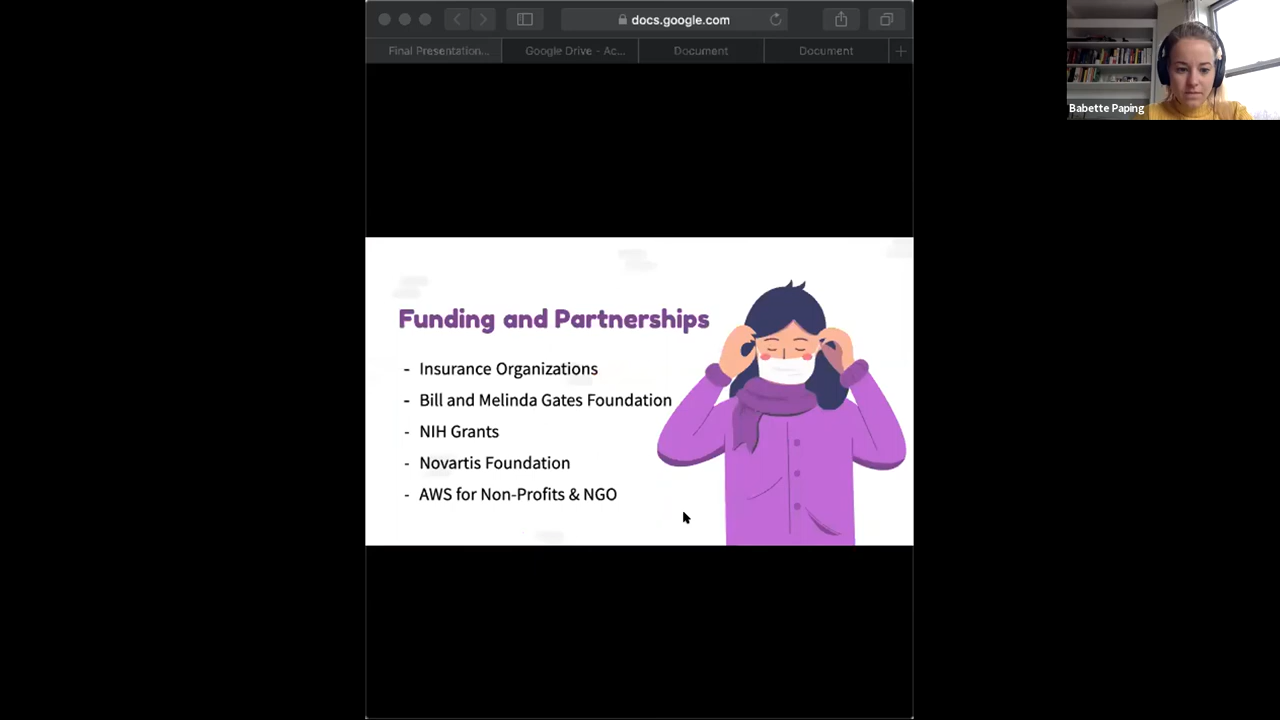 docs.google.com
Final Presentation...
Google Drive - Ac...
Document
Document
Babette Paping
Funding and Partnerships
- Insurance Organizations
- Bill and Melinda Gates Foundation
- NIH Grants
- Novartis Foundation
- AWS for Non-Profits & NGO